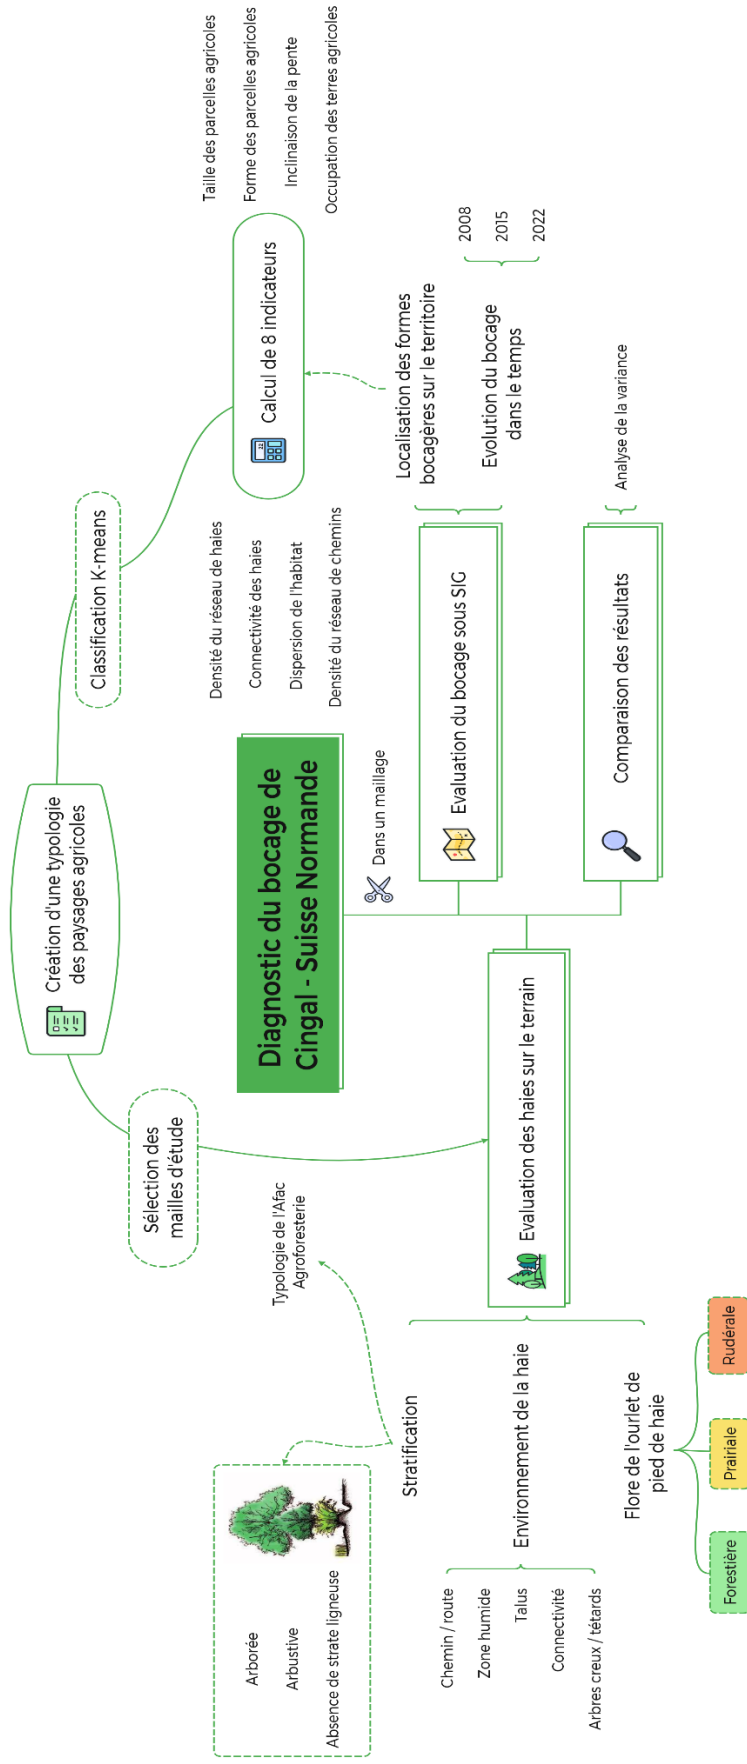 Création d'une typologie
des paysages agricoles
Sélection des
mailles d'étude
Classification K-means
Calcul de 8 indicateurs
Densité du réseau de haies
Connectivité des haies
Dispersion de l'habitat
Densité du réseau de chemins
Taille des parcelles agricoles
Forme des parcelles agricoles
Inclinaison de la pente
Occupation des terres agricoles
Diagnostic du bocage de
Cingal - Suisse Normande
Dans un maillage
Typologie de l'Afac
Agroforesterie
Arborée
Arbustive
Absence de strate ligneuse
Stratification
Evaluation des haies sur le terrain
Environnement de la haie
Chemin / route
Zone humide
Talus
Connectivité
Arbres creux / tétards
Flore de l'ourlet de
pied de haie
Forestière
Prairiale
Rudérale
Evaluation du bocage sous SIG
Localisation des formes
bocagères sur le territoire
Evolution du bocage
dans le temps
2008
2015
2022
Comparaison des résultats
Analyse de la variance